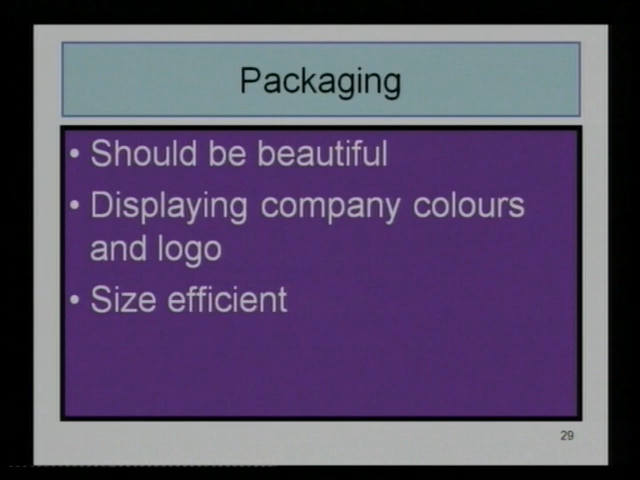 Packaging
• Should be beautiful
• Displaying company colours
and logo
• Size efficient
29